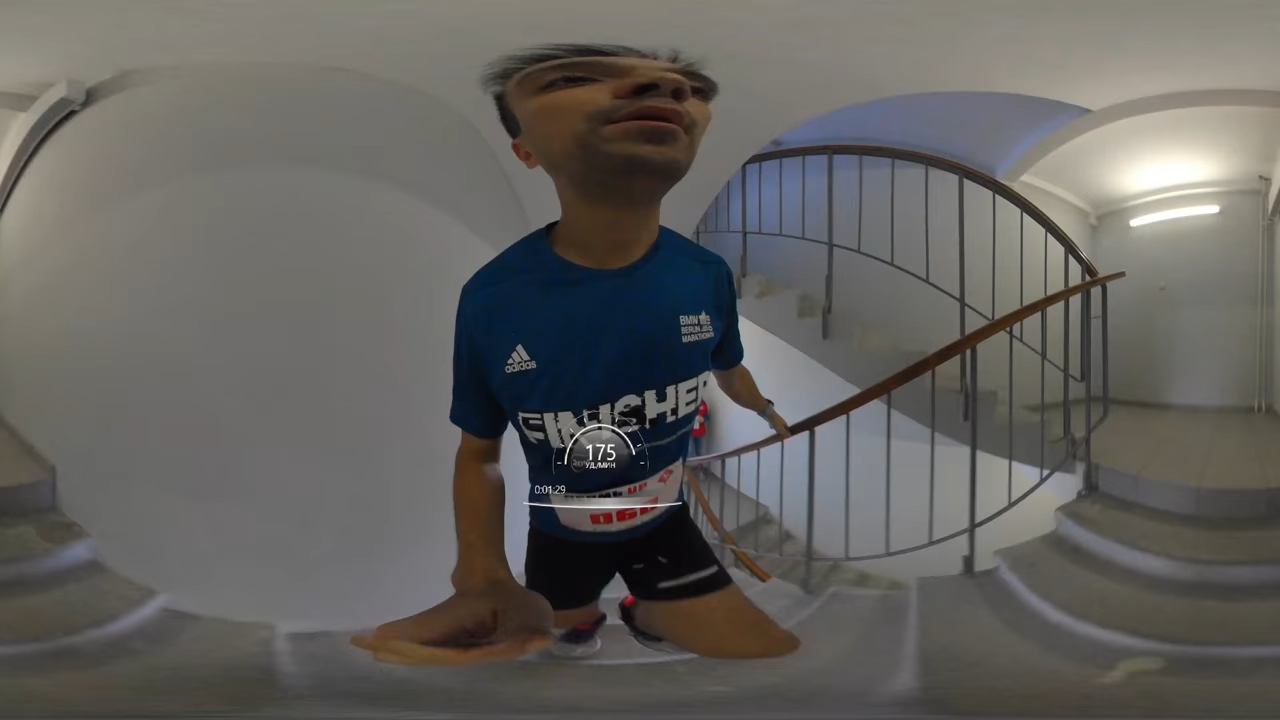 BMW
BERLIN
MARATHON
adidas
FINISHER
175
УД/МИН
0:01:29